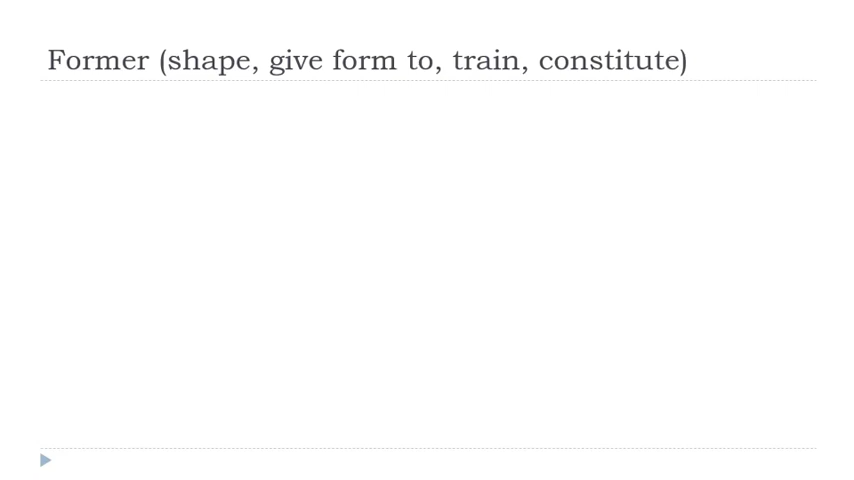 Former (shape, give form to, train, constitute)